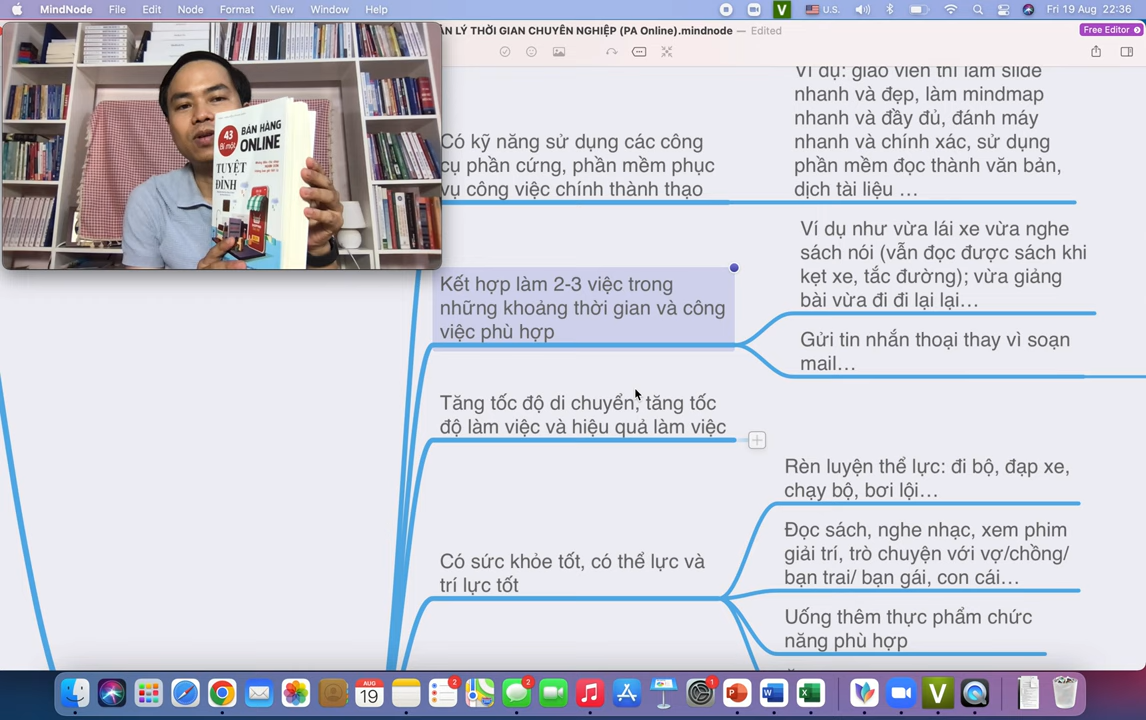 MindNode File Edit Node Format View Window Help
V U.S. Fri 19 Aug 22:36
ẢN LÝ THỜI GIAN CHUYÊN NGHIỆP (PA Online).mindnode — Edited
Free Editor
43
Bí mật
BÁN HÀNG
ONLINE
TUYỆT
ĐỈNH
Có kỹ năng sử dụng các công
cụ phần cứng, phần mềm phục
vụ công việc chính thành thạo
Ví dụ: giáo viên thì làm slide
nhanh và đẹp, làm mindmap
nhanh và đầy đủ, đánh máy
nhanh và chính xác, sử dụng
phần mềm đọc thành văn bản,
dịch tài liệu …
Kết hợp làm 2-3 việc trong
những khoảng thời gian và công
việc phù hợp
Ví dụ như vừa lái xe vừa nghe
sách nói (vẫn đọc được sách khi
kẹt xe, tắc đường); vừa giảng
bài vừa đi đi lại lại…
Gửi tin nhắn thoại thay vì soạn
mail…
Tăng tốc độ di chuyển, tăng tốc
độ làm việc và hiệu quả làm việc
Có sức khỏe tốt, có thể lực và
trí lực tốt
Rèn luyện thể lực: đi bộ, đạp xe,
chạy bộ, bơi lội…
Đọc sách, nghe nhạc, xem phim
giải trí, trò chuyện với vợ/chồng/
bạn trai/ bạn gái, con cái…
Uống thêm thực phẩm chức
năng phù hợp
AUG
19
2
2
1
V